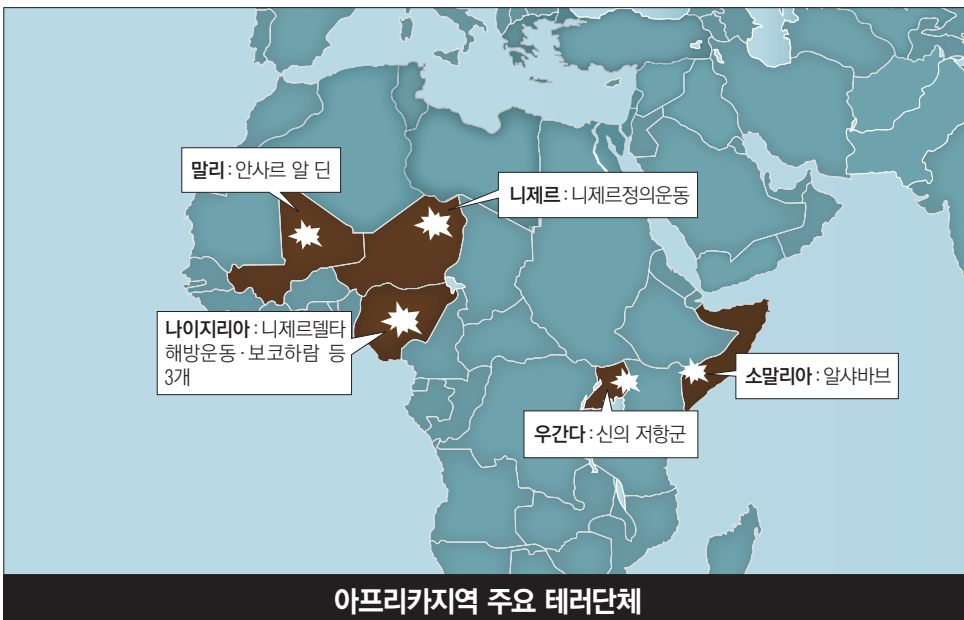 말리 : 안사르 알 딘
니제르 : 니제르정의운동
나이지리아 : 니제르델타
해방운동 · 보코하람 등
3개
소말리아 : 알샤바브
우간다 : 신의 저항군
아프리카지역 주요 테러단체